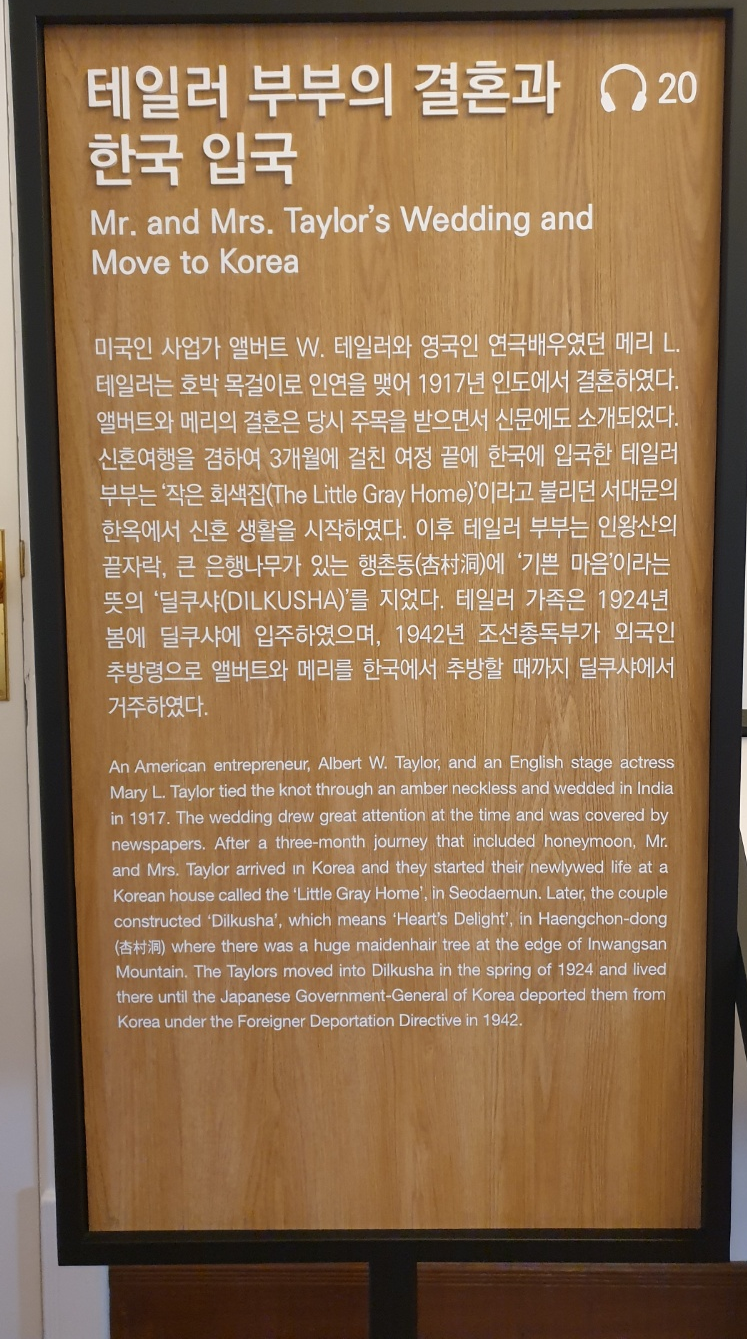 테일러 부부의 결혼과 20
한국 입국
Mr. and Mrs. Taylor's Wedding and
Move to Korea
미국인 사업가 앨버트 W. 테일러와 영국인 연극배우였던 메리 L.
테일러는 호박 목걸이로 인연을 맺어 1917년 인도에서 결혼하였다.
앨버트와 메리의 결혼은 당시 주목을 받으면서 신문에도 소개되었다.
신혼여행을 겸하여 3개월에 걸친 여정 끝에 한국에 입국한 테일러
부부는 '작은 회색집(The Little Gray Home)'이라고 불리던 서대문의
한옥에서 신혼 생활을 시작하였다. 이후 테일러 부부는 인왕산의
끝자락, 큰 은행나무가 있는 행촌동(杏村洞)에 '기쁜 마음'이라는
뜻의 '딜쿠샤(DILKUSHA)'를 지었다. 테일러 가족은 1924년
봄에 딜쿠샤에 입주하였으며, 1942년 조선총독부가 외국인
추방령으로 앨버트와 메리를 한국에서 추방할 때까지 딜쿠샤에서
거주하였다.
An American entrepreneur, Albert W. Taylor, and an English stage actress
Mary L. Taylor tied the knot through an amber neckless and wedded in India
in 1917. The wedding drew great attention at the time and was covered by
newspapers. After a three-month journey that included honeymoon, Mr.
and Mrs. Taylor arrived in Korea and they started their newlywed life at a
Korean house called the 'Little Gray Home', in Seodaemun. Later, the couple
constructed 'Dilkusha', which means 'Heart's Delight', in Haengchon-dong
(杏村洞) where there was a huge maidenhair tree at the edge of Inwangsan
Mountain. The Taylors moved into Dilkusha in the spring of 1924 and lived
there until the Japanese Government-General of Korea deported them from
Korea under the Foreigner Deportation Directive in 1942.